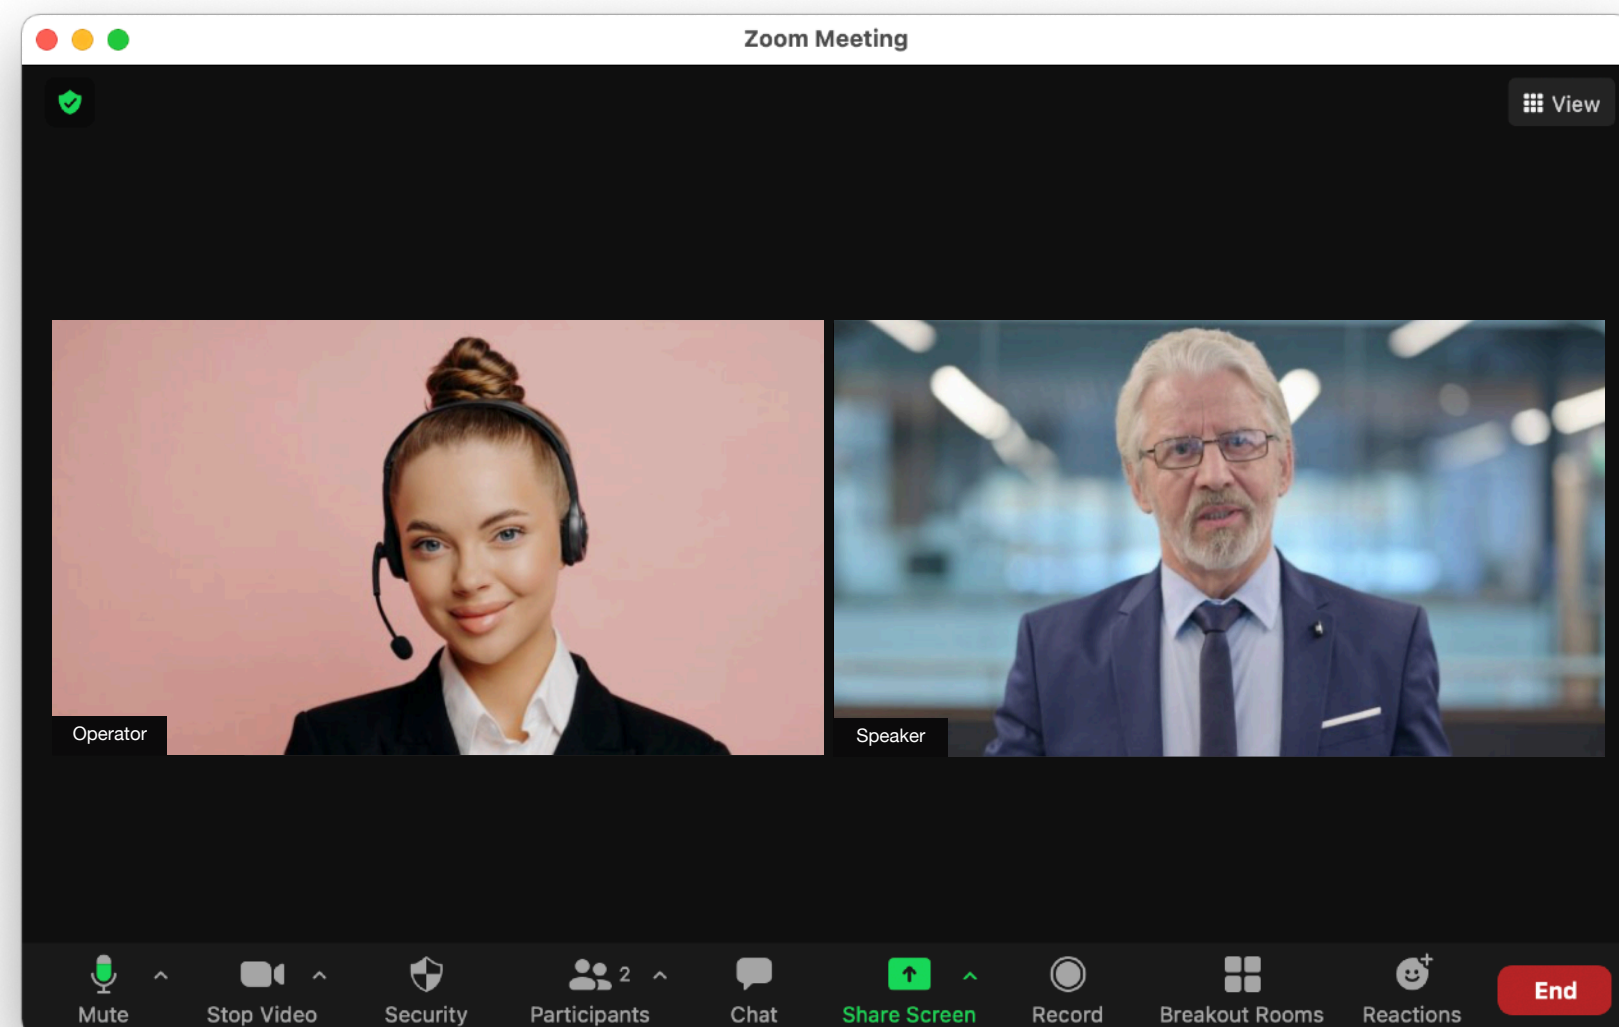 Zoom Meeting
View
Operator
Speaker
2
Mute
Stop Video
Security
Participants
Chat
Share Screen
Record
Breakout Rooms
Reactions
End